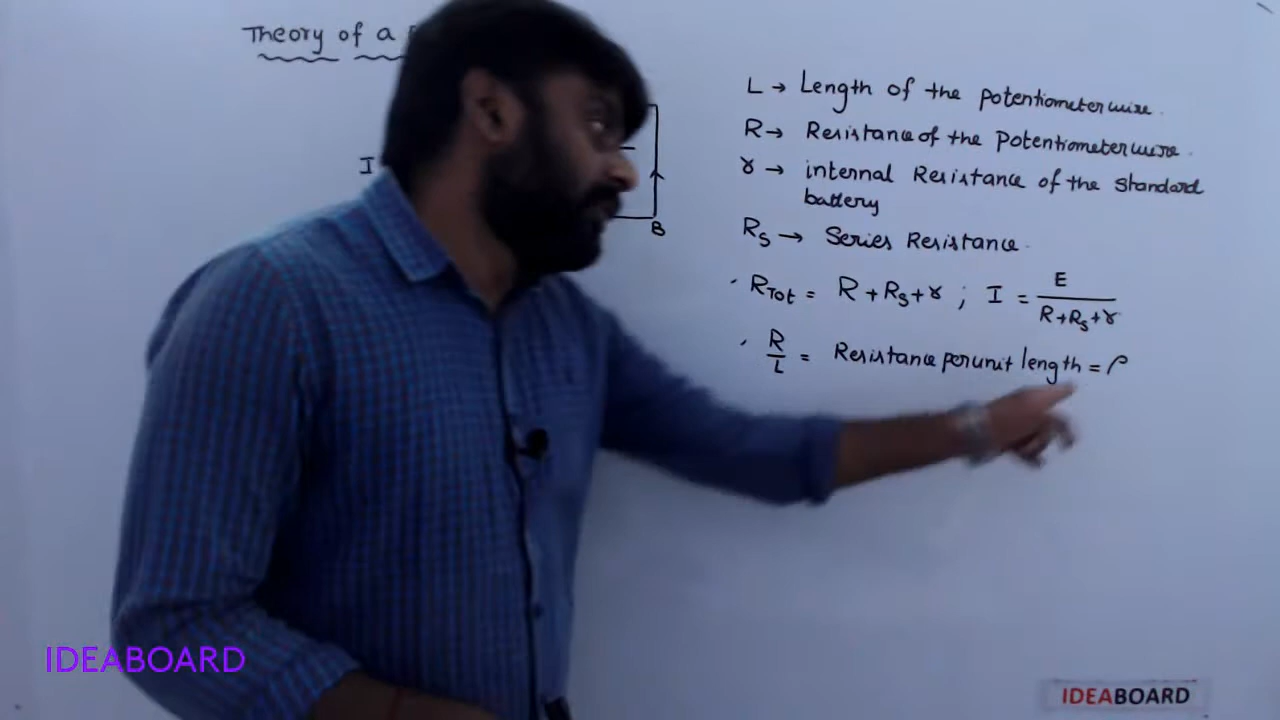 Theory of a
I
B
L → Length of the potentiometer wire.
R → Resistance of the Potentiometer wire.
r → internal Resistance of the standard
battery
Rs → Series Resistance.
. RTot = R + Rs + r ; I = E / R+Rs+r
. R/L = Resistance per unit length = ρ
IDEABOARD
IDEABOARD